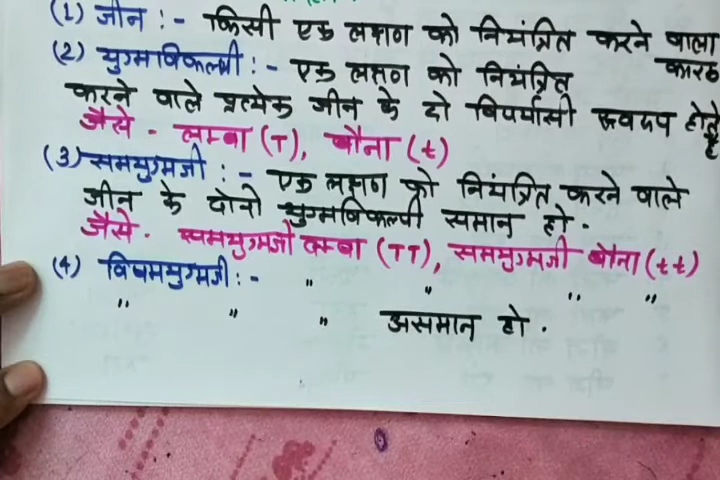 (1) जीन :- किसी एक लक्षण को नियंत्रित करने वाला कारक
(2) युग्मविकल्पी :- एक लक्षण को नियंत्रित
करने वाले प्रत्येक जीन के दो विपर्यासी स्वरूप होते है
जैसे - लम्बा (T), बौना (t)
(3) समयुग्मजी :- एक लक्षण को नियंत्रित करने वाले
जीन के दोनो युग्मविकल्पी समान हो.
जैसे. समयुग्मजी लम्बा (TT), समयुग्मजी बौना (tt)
(4) विषमयुग्मजी :- " " " "
" " " असमान हो .